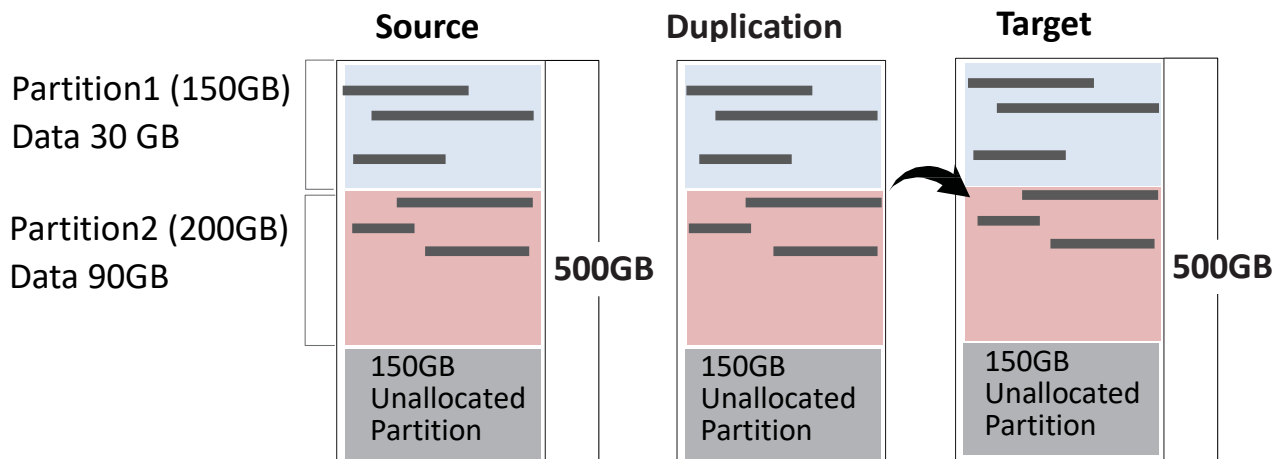 Source
Duplication
Target
Partition1 (150GB)
Data 30 GB
Partition2 (200GB)
Data 90GB
500GB
500GB
150GB
Unallocated
Partition
150GB
Unallocated
Partition
150GB
Unallocated
Partition